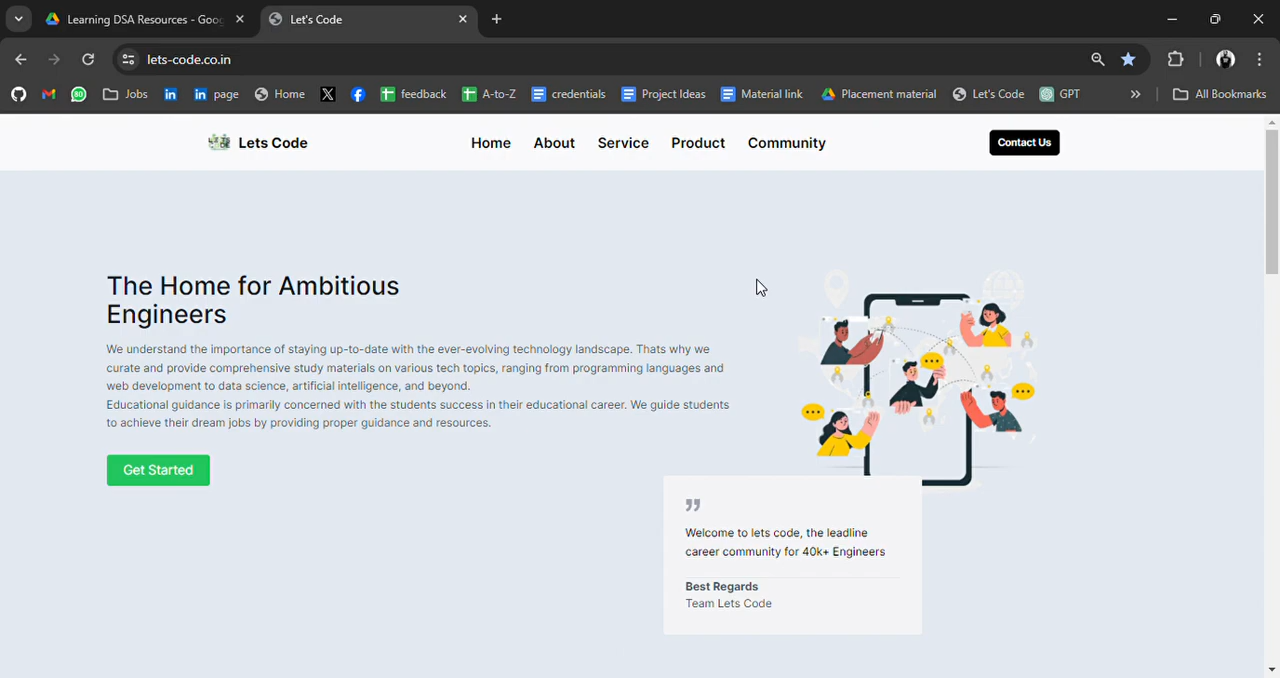 Learning DSA Resources - Goog
Let's Code
lets-code.co.in
Jobs
page
Home
feedback
A-to-Z
credentials
Project Ideas
Material link
Placement material
Let's Code
GPT
All Bookmarks
Lets Code
Home
About
Service
Product
Community
Contact Us
The Home for Ambitious
Engineers
We understand the importance of staying up-to-date with the ever-evolving technology landscape. Thats why we
curate and provide comprehensive study materials on various tech topics, ranging from programming languages and
web development to data science, artificial intelligence, and beyond.
Educational guidance is primarily concerned with the students success in their educational career. We guide students
to achieve their dream jobs by providing proper guidance and resources.
Get Started
Welcome to lets code, the leadline
career community for 40k+ Engineers
Best Regards
Team Lets Code